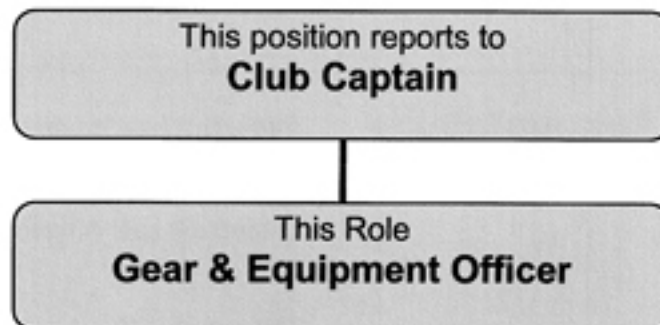 This position reports to
Club Captain
This Role
Gear & Equipment Officer